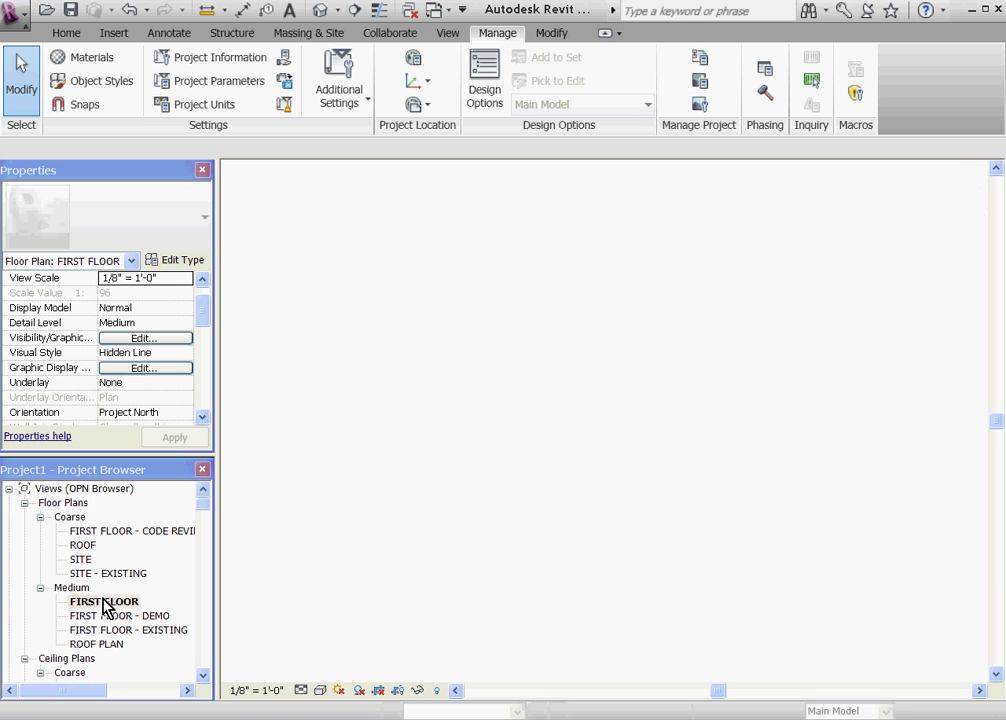 Autodesk Revit ...
Type a keyword or phrase
Home Insert Annotate Structure Massing & Site Collaborate View Manage Modify
Modify
Materials
Object Styles
Snaps
Project Information
Project Parameters
Project Units
Additional
Settings
Design
Options
Add to Set
Pick to Edit
Main Model
Select Settings Project Location Design Options Manage Project Phasing Inquiry Macros
Properties
Floor Plan: FIRST FLOOR Edit Type
View Scale 1/8" = 1'-0"
Scale Value 1: 96
Display Model Normal
Detail Level Medium
Visibility/Graphic... Edit...
Visual Style Hidden Line
Graphic Display ... Edit...
Underlay None
Underlay Orienta... Plan
Orientation Project North
Properties help Apply
Project1 - Project Browser
Views (OPN Browser)
Floor Plans
Coarse
FIRST FLOOR - CODE REVI
ROOF
SITE
SITE - EXISTING
Medium
FIRST FLOOR
FIRST FLOOR - DEMO
FIRST FLOOR - EXISTING
ROOF PLAN
Ceiling Plans
Coarse
1/8" = 1'-0"
Main Model